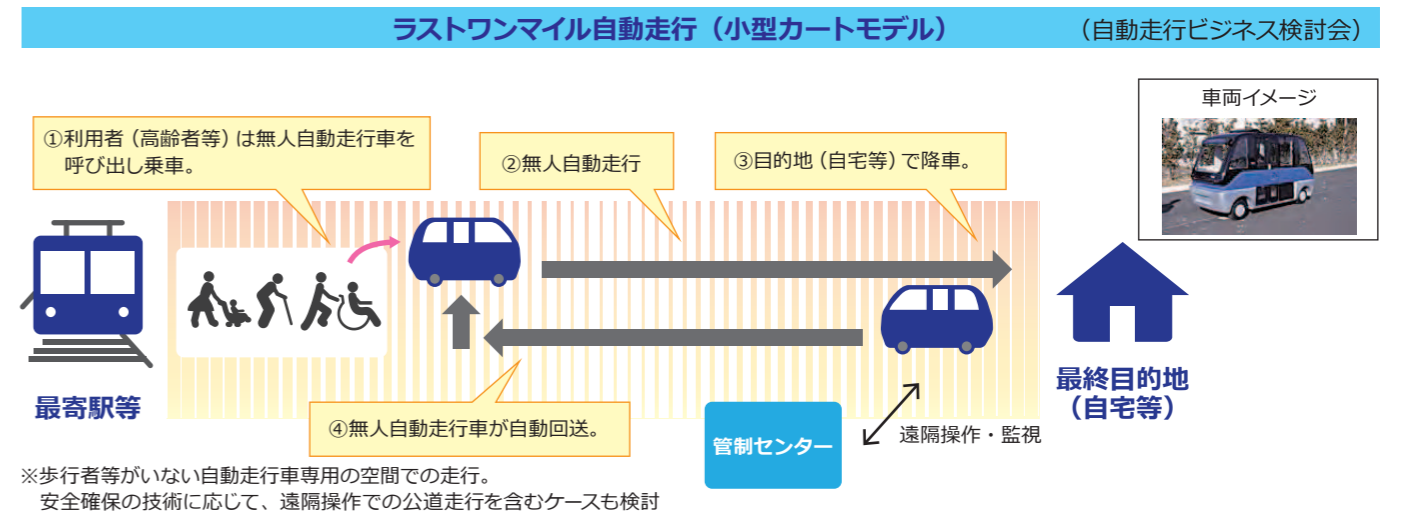 ラストワンマイル自動走行（小型カートモデル）
（自動走行ビジネス検討会）
車両イメージ
①利用者（高齢者等）は無人自動走行車を
呼び出し乗車。
②無人自動走行
③目的地（自宅等）で降車。
最寄駅等
最終目的地
（自宅等）
④無人自動走行車が自動回送。
管制センター
遠隔操作・監視
※歩行者等がいない自動走行車専用の空間での走行。
安全確保の技術に応じて、遠隔操作での公道走行を含むケースも検討